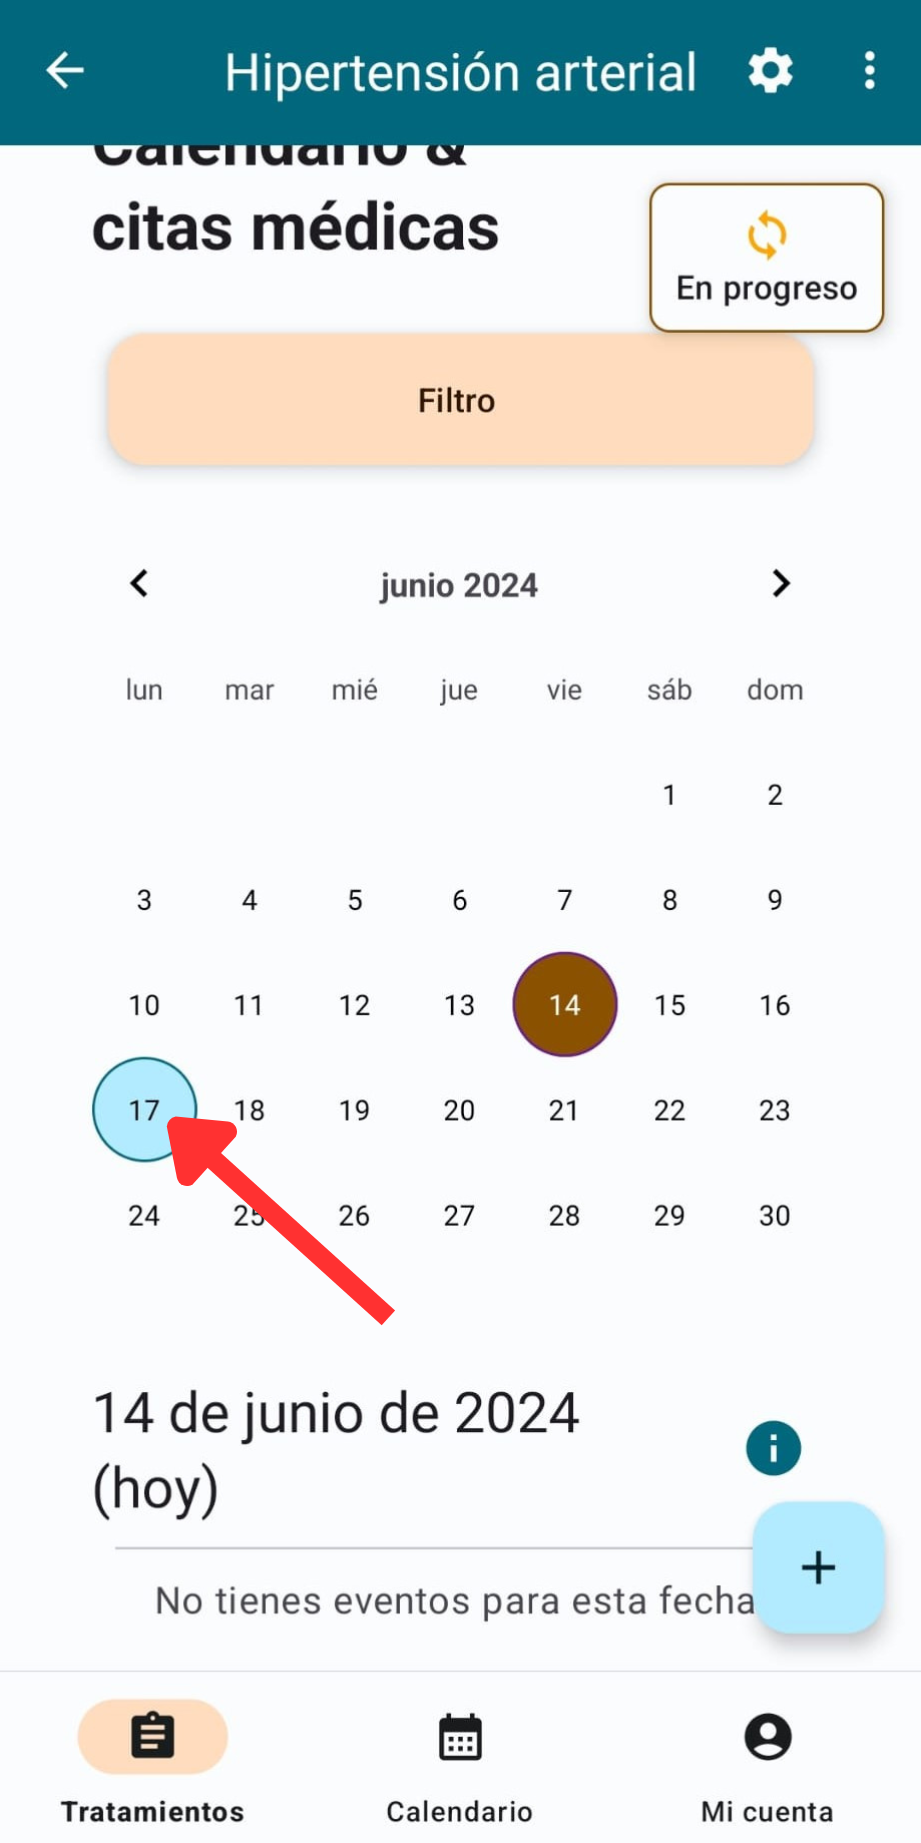 Hipertensión arterial
Calendario &
citas médicas
En progreso
Filtro
junio 2024
lun mar mié jue vie sáb dom
1 2
3 4 5 6 7 8 9
10 11 12 13 14 15 16
17 18 19 20 21 22 23
24 25 26 27 28 29 30
14 de junio de 2024
(hoy)
No tienes eventos para esta fecha
Tratamientos Calendario Mi cuenta